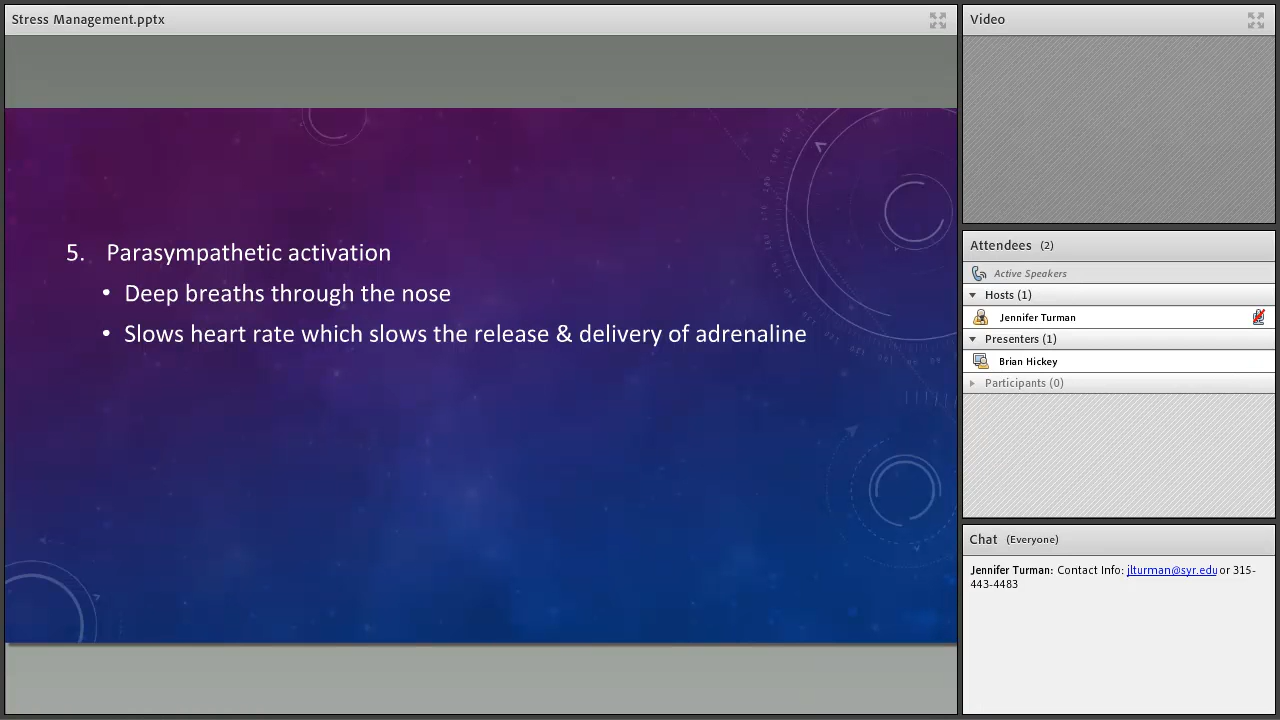 Stress Management.pptx
5. Parasympathetic activation
• Deep breaths through the nose
• Slows heart rate which slows the release & delivery of adrenaline
Video
Attendees (2)
Active Speakers
Hosts (1)
Jennifer Turman
Presenters (1)
Brian Hickey
Participants (0)
Chat (Everyone)
Jennifer Turman: Contact Info: jlturman@syr.edu or 315-
443-4483